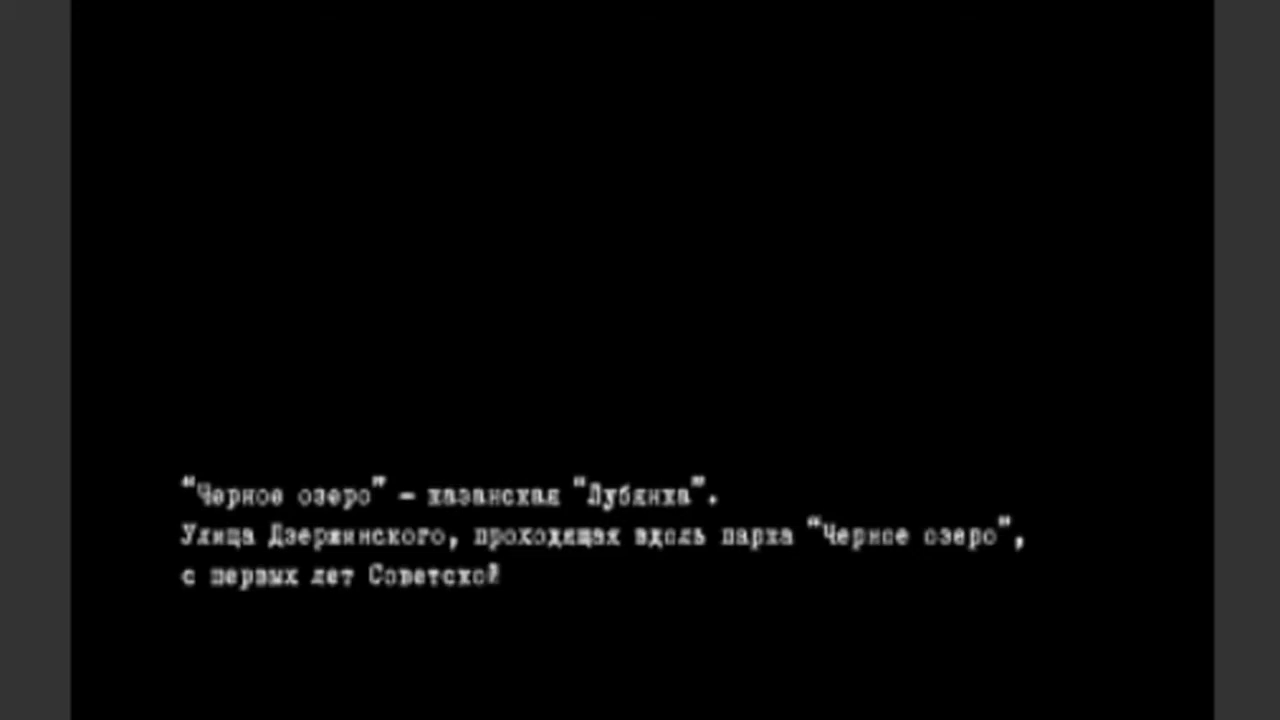 “Черное озеро” – казанская “Лубянка”.
Улица Дзержинского, проходящая вдоль парка “Черное озеро”,
с первых лет Советской